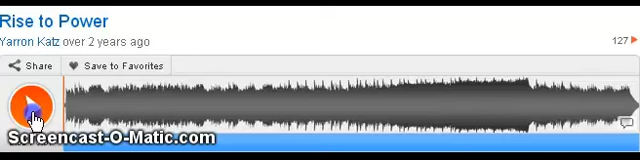 Rise to Power
Yarron Katz over 2 years ago
127
Share Save to Favorites
Screencast-O-Matic.com